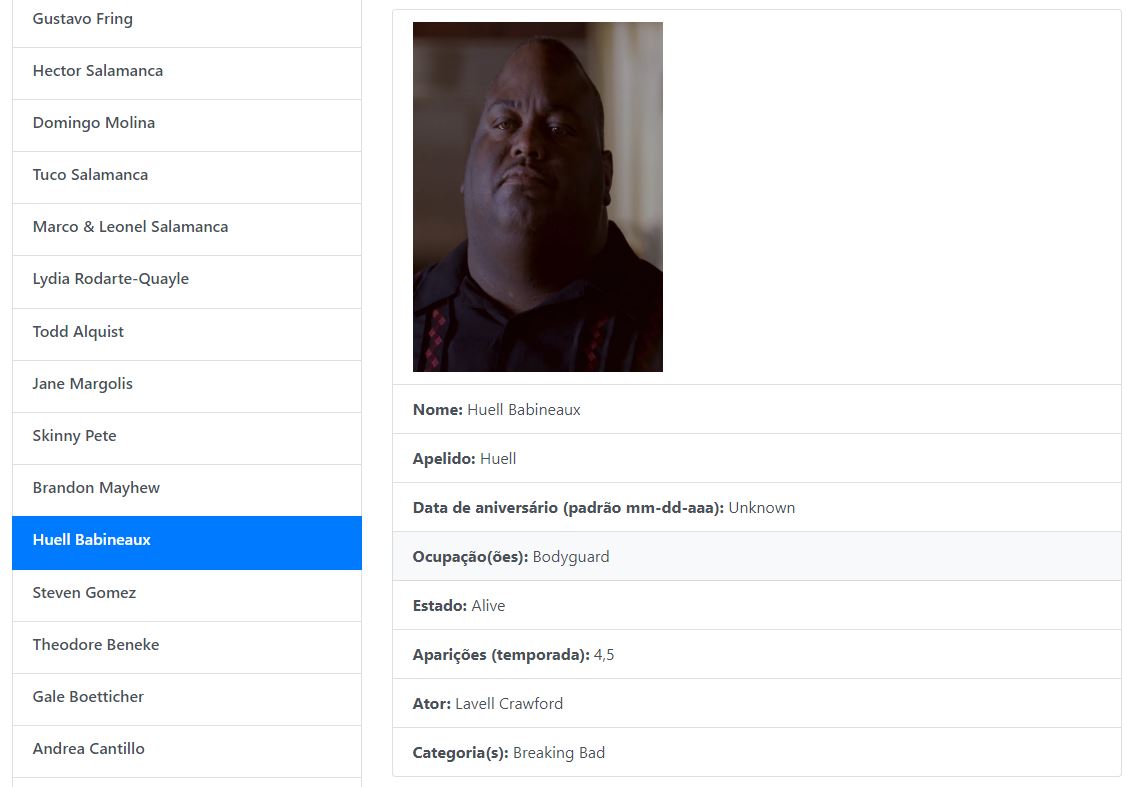 Gustavo Fring
Hector Salamanca
Domingo Molina
Tuco Salamanca
Marco & Leonel Salamanca
Lydia Rodarte-Quayle
Todd Alquist
Jane Margolis
Skinny Pete
Brandon Mayhew
Huell Babineaux
Steven Gomez
Theodore Beneke
Gale Boetticher
Andrea Cantillo
Nome: Huell Babineaux
Apelido: Huell
Data de aniversário (padrão mm-dd-aaa): Unknown
Ocupação(ões): Bodyguard
Estado: Alive
Aparições (temporada): 4,5
Ator: Lavell Crawford
Categoria(s): Breaking Bad